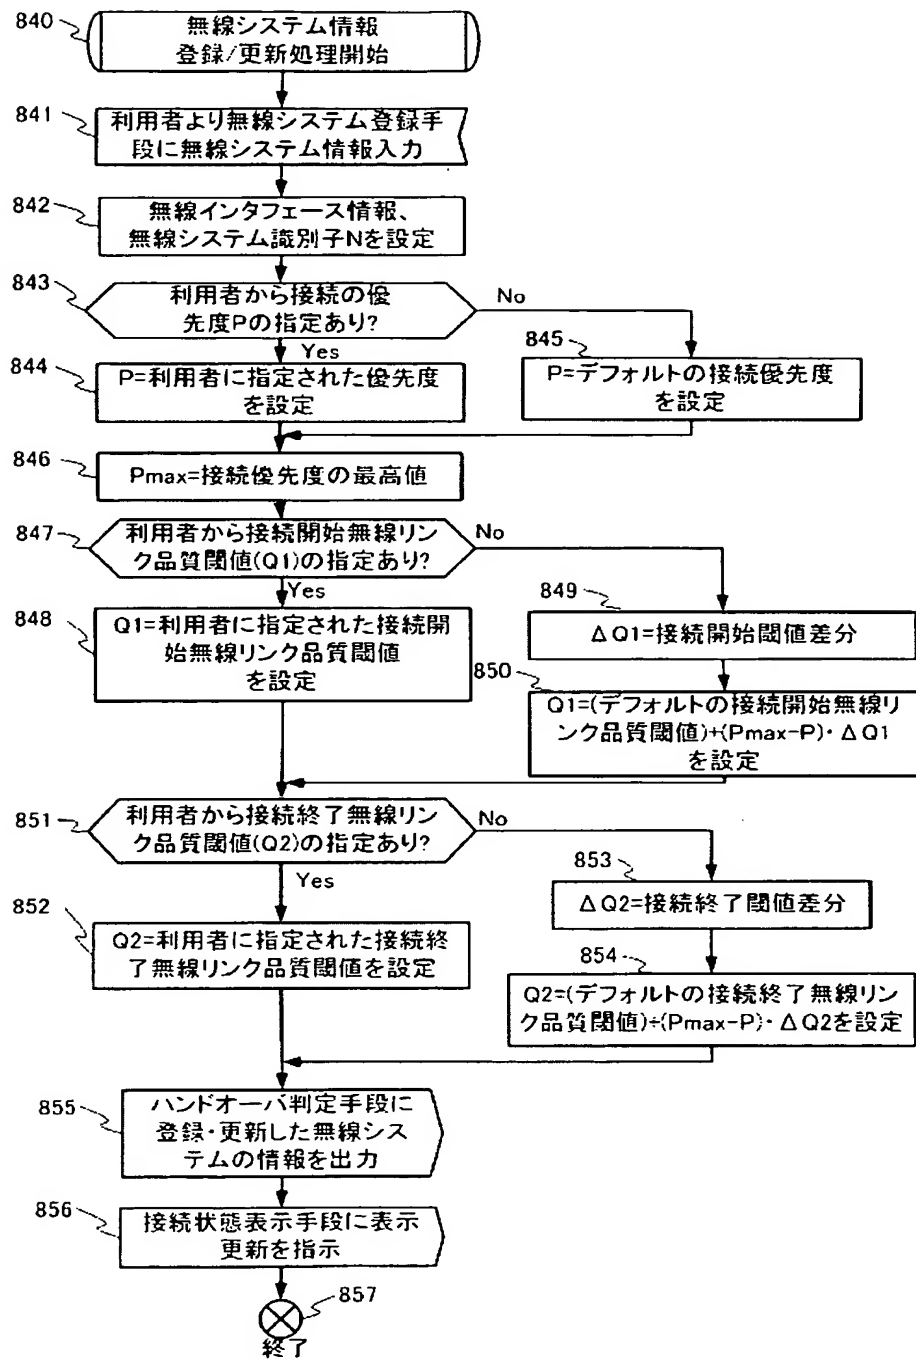 840
無線システム情報
登録/更新処理開始
841
利用者より無線システム登録手
段に無線システム情報入力
842
無線インタフェース情報、
無線システム識別子Nを設定
843
利用者から接続の優
先度Pの指定あり?
No
Yes
844
P=利用者に指定された優先度
を設定
845
P=デフォルトの接続優先度
を設定
846
Pmax=接続優先度の最高値
847
利用者から接続開始無線リン
ク品質閾値(Q1)の指定あり?
No
Yes
848
Q1=利用者に指定された接続開
始無線リンク品質閾値
を設定
849
ΔQ1=接続開始閾値差分
850
Q1=(デフォルトの接続開始無線リ
ンク品質閾値)+(Pmax-P)・ΔQ1
を設定
851
利用者から接続終了無線リン
ク品質閾値(Q2)の指定あり?
No
Yes
852
Q2=利用者に指定された接続終
了無線リンク品質閾値を設定
853
ΔQ2=接続終了閾値差分
854
Q2=(デフォルトの接続終了無線リン
ク品質閾値)+(Pmax-P)・ΔQ2を設定
855
ハンドオーバ判定手段に
登録・更新した無線シス
テムの情報を出力
856
接続状態表示手段に表示
更新を指示
857
終了